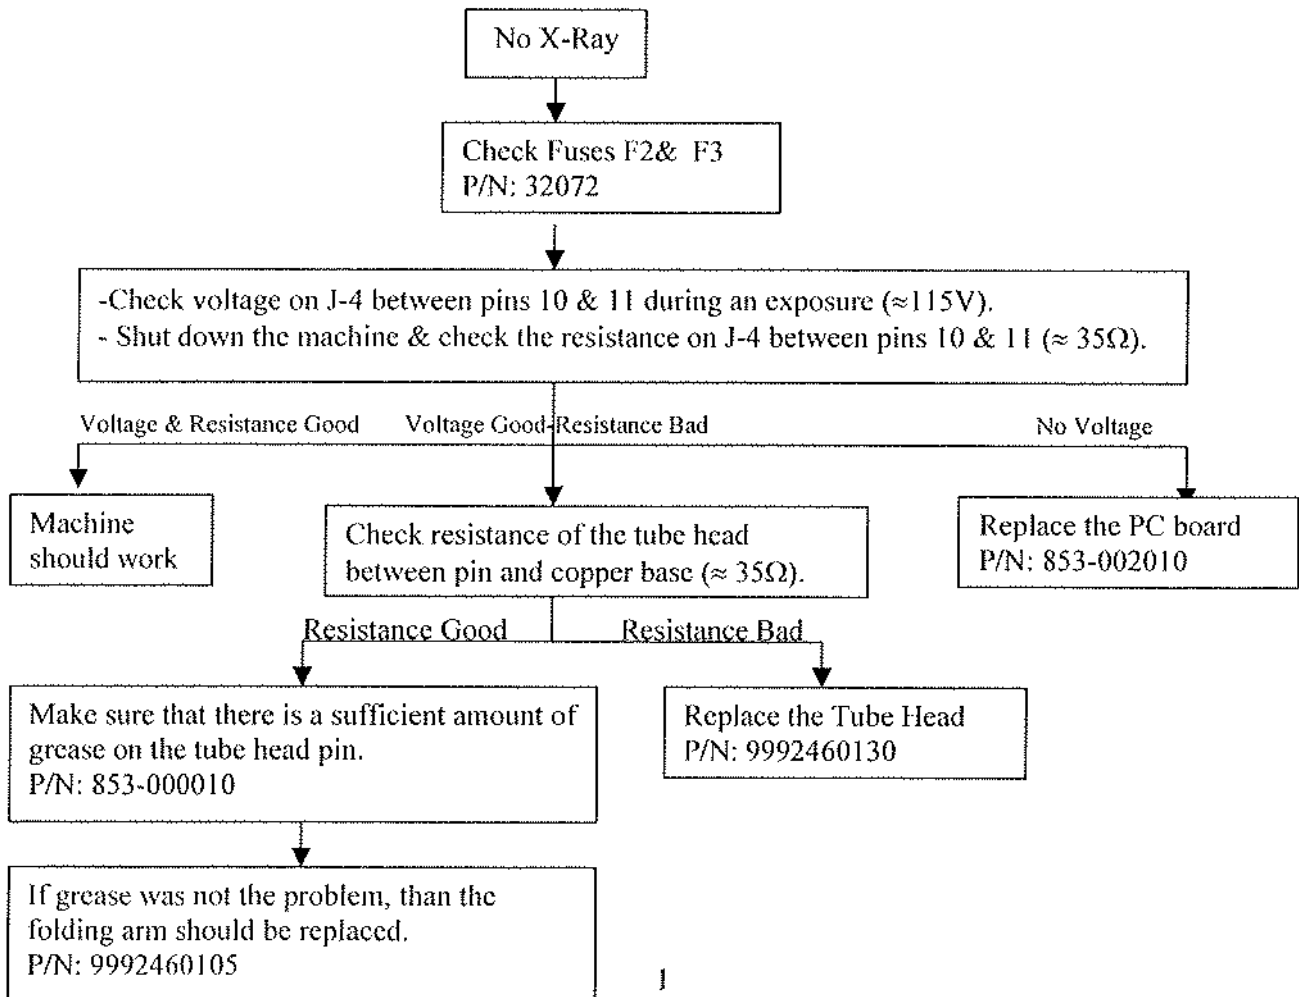 No X-Ray
Check Fuses F2& F3
P/N: 32072
-Check voltage on J-4 between pins 10 & 11 during an exposure (≈115V).
- Shut down the machine & check the resistance on J-4 between pins 10 & 11 (≈ 35Ω).
Voltage & Resistance Good
Voltage Good-Resistance Bad
No Voltage
Machine
should work
Check resistance of the tube head
between pin and copper base (≈ 35Ω).
Replace the PC board
P/N: 853-002010
Resistance Good
Resistance Bad
Make sure that there is a sufficient amount of
grease on the tube head pin.
P/N: 853-000010
Replace the Tube Head
P/N: 9992460130
If grease was not the problem, than the
folding arm should be replaced.
P/N: 9992460105
1